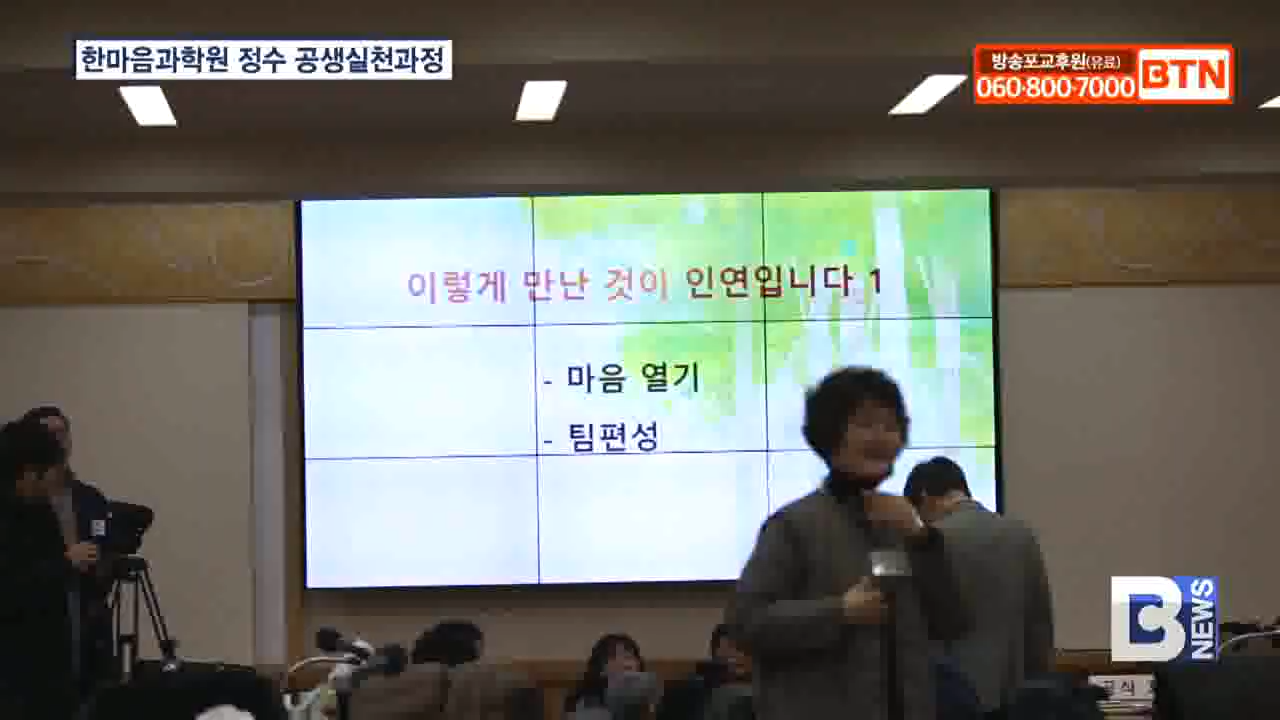 한마음과학원 정수 공생실천과정
방송포교후원(유료)
060·800·7000
BTN
이렇게 만난 것이 인연입니다 1
- 마음 열기
- 팀편성
B NEWS